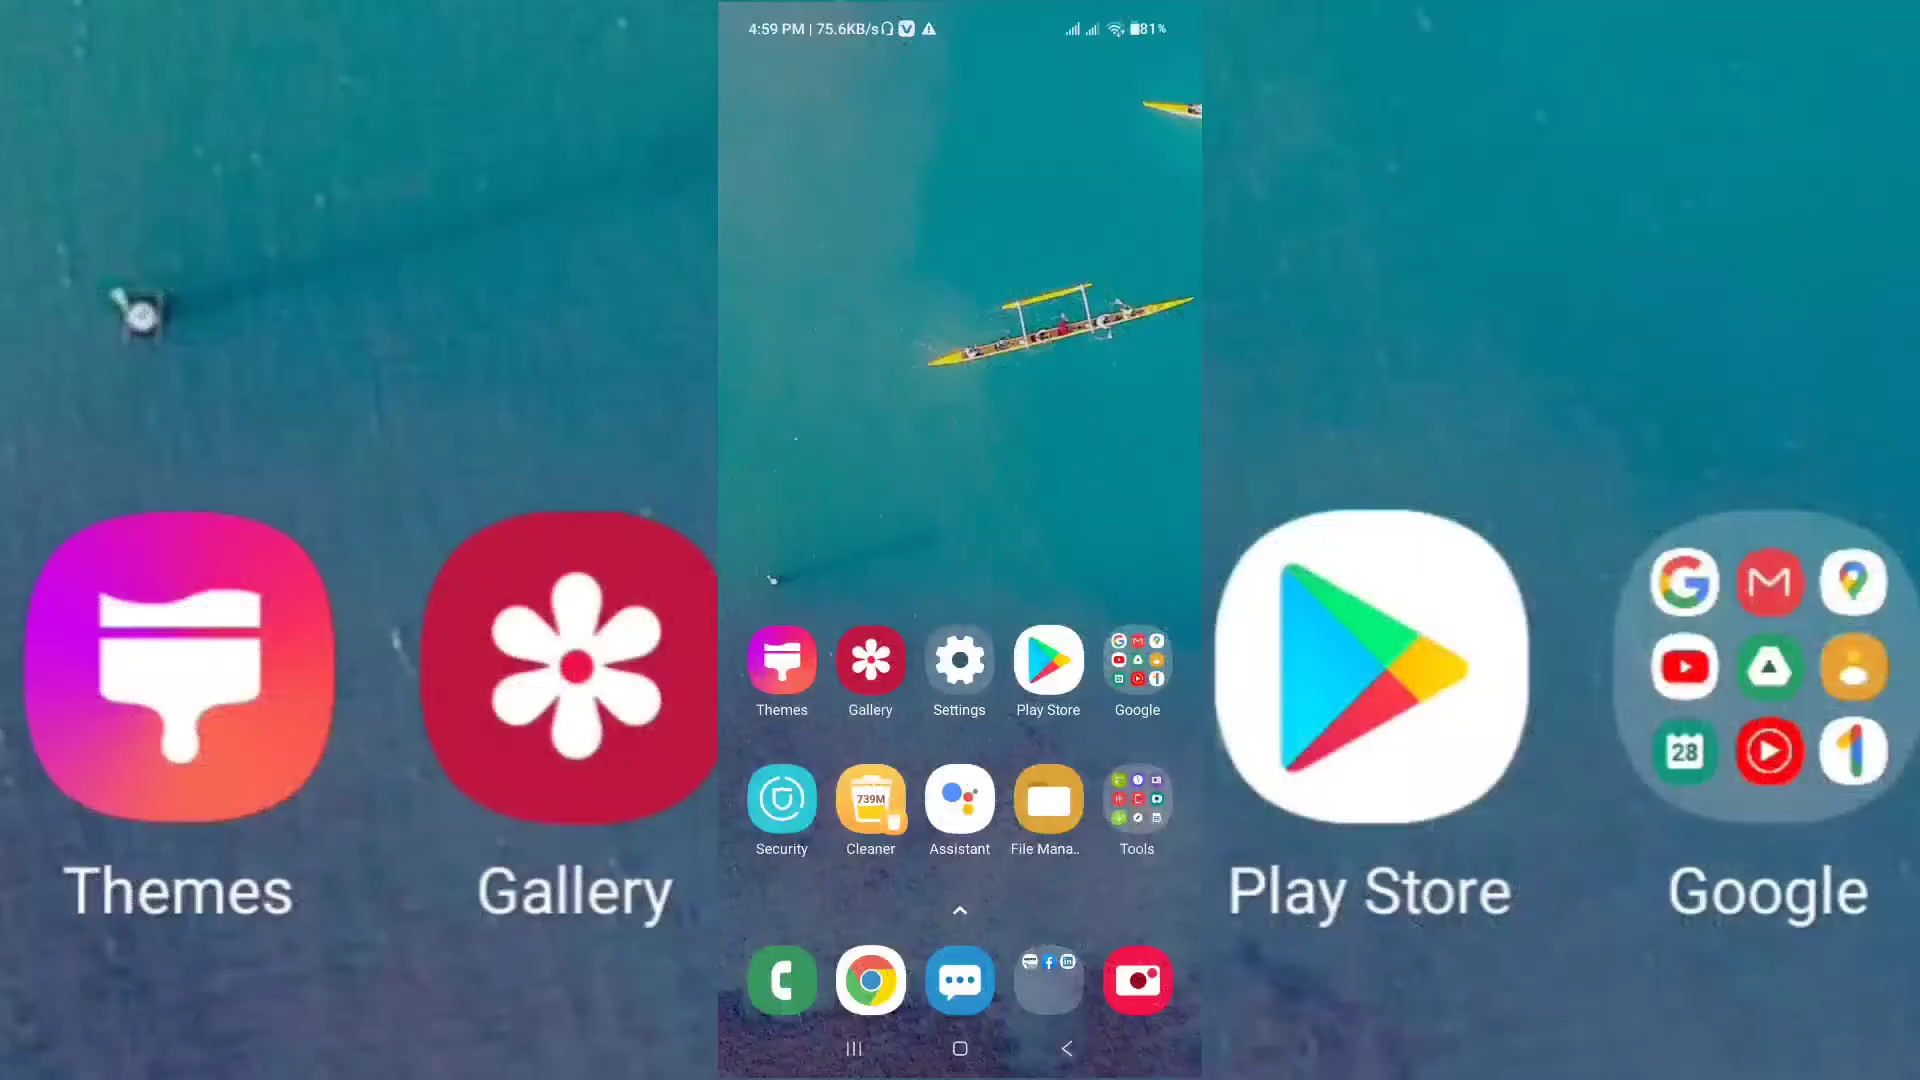 4:59 PM | 75.6KB/s
81%
Themes
Gallery
Settings
Play Store
Google
739M
Security
Cleaner
Assistant
File Mana..
Tools
Themes
Gallery
Play Store
Google
28